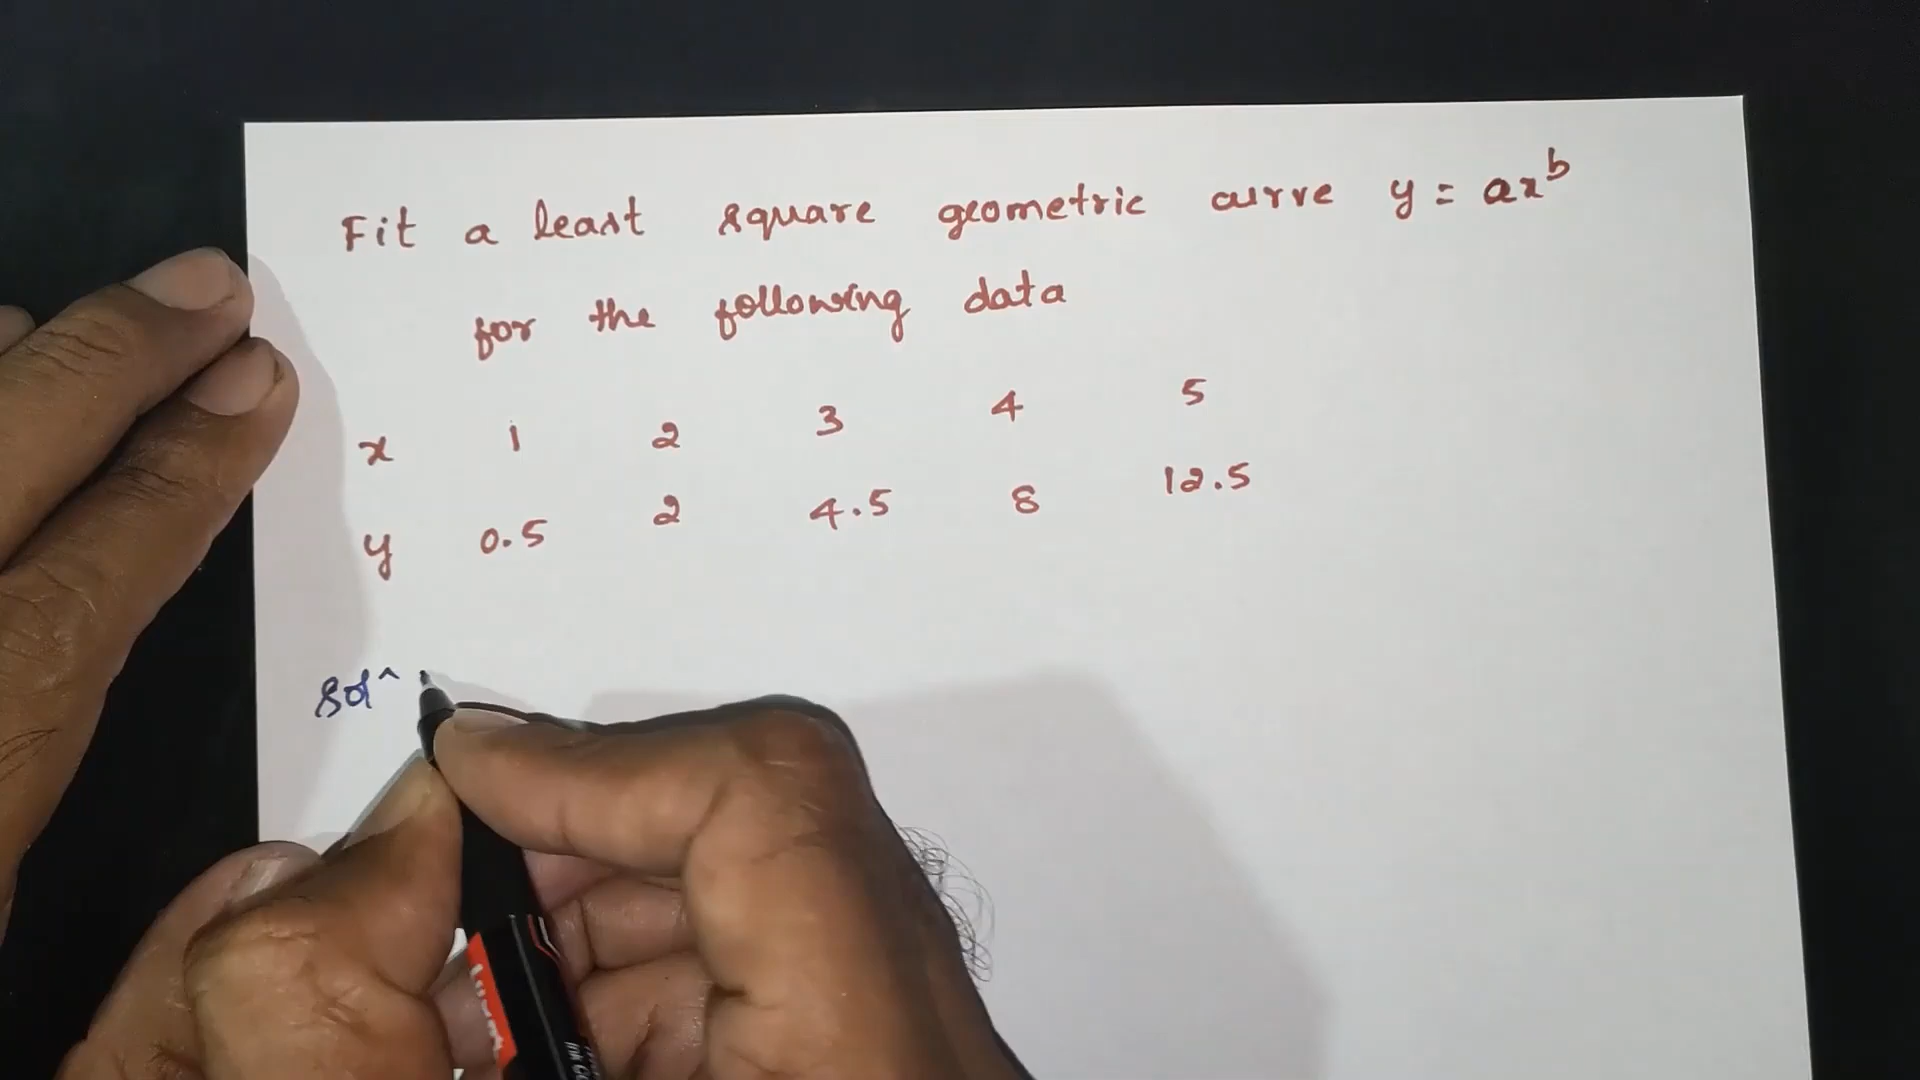 Fit a least square geometric curve y = ax^b
for the following data
x 1 2 3 4 5
y 0.5 2 4.5 8 12.5
Sol^